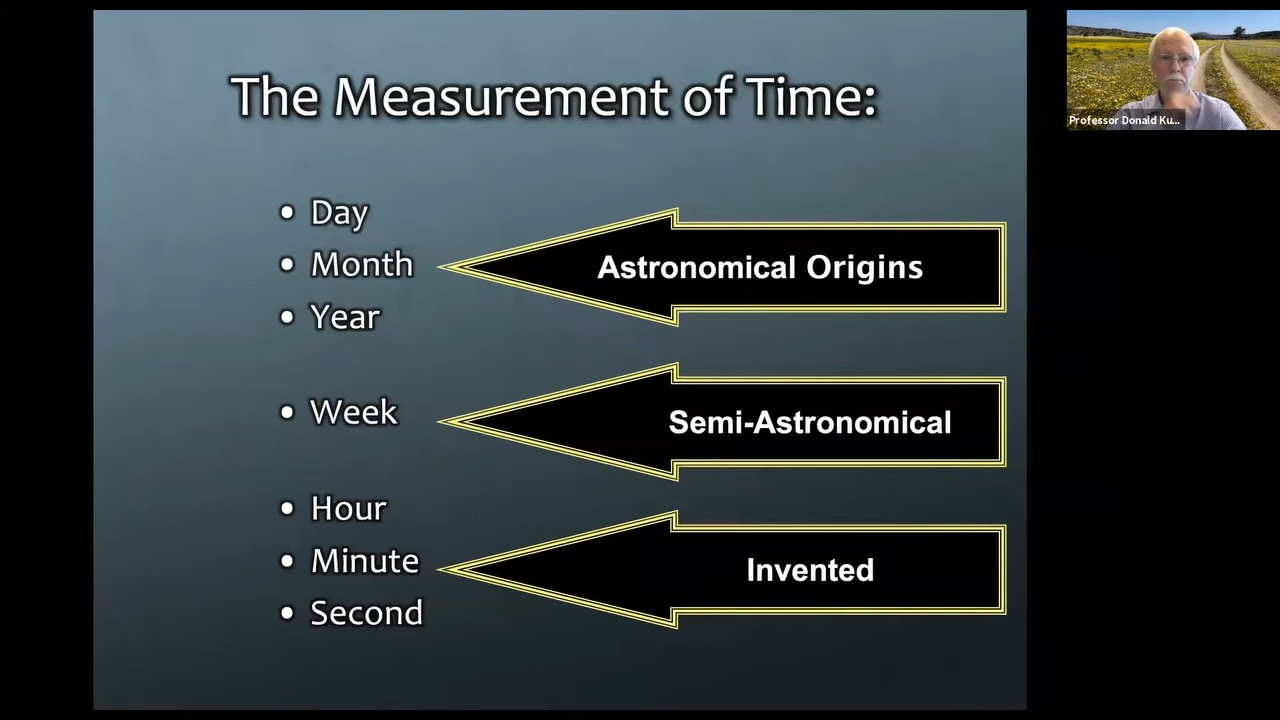 The Measurement of Time:
• Day
• Month
• Year
Astronomical Origins
• Week
Semi-Astronomical
• Hour
• Minute
• Second
Invented
Professor Donald Ku...